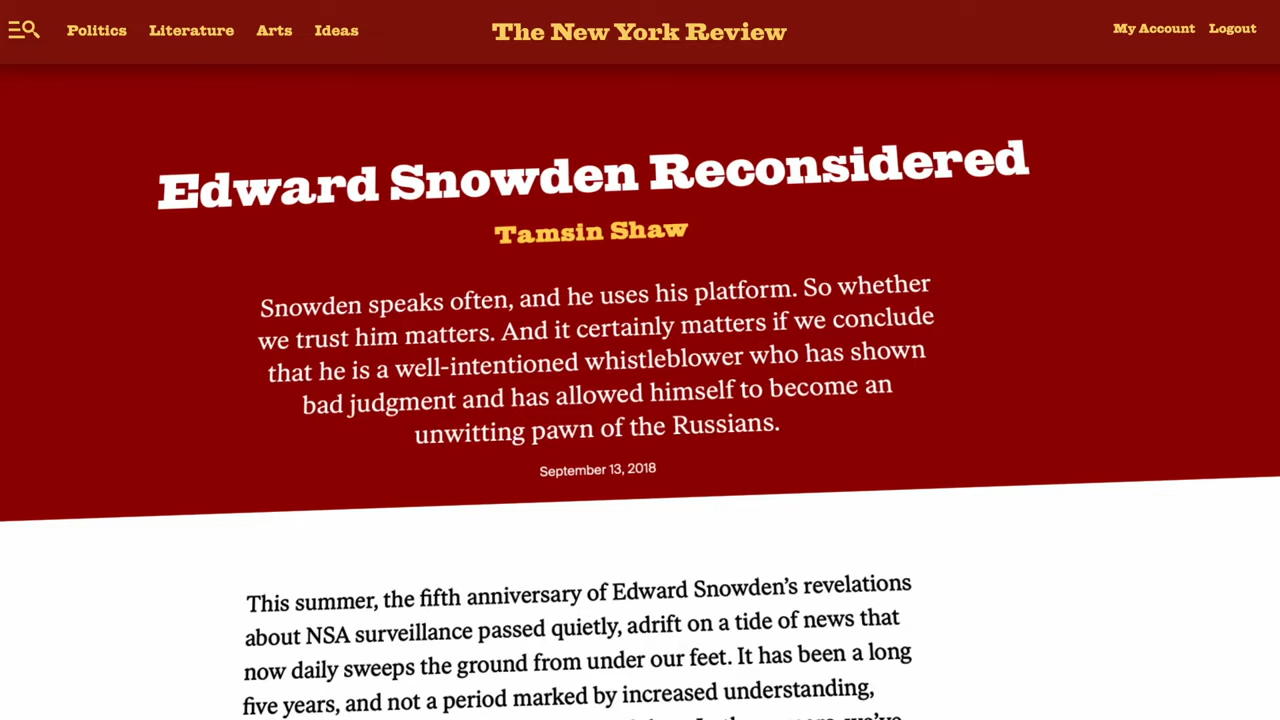 Politics Literature Arts Ideas The New York Review My Account Logout
Edward Snowden Reconsidered
Tamsin Shaw
Snowden speaks often, and he uses his platform. So whether
we trust him matters. And it certainly matters if we conclude
that he is a well-intentioned whistleblower who has shown
bad judgment and has allowed himself to become an
unwitting pawn of the Russians.
September 13, 2018
This summer, the fifth anniversary of Edward Snowden’s revelations
about NSA surveillance passed quietly, adrift on a tide of news that
now daily sweeps the ground from under our feet. It has been a long
five years, and not a period marked by increased understanding,